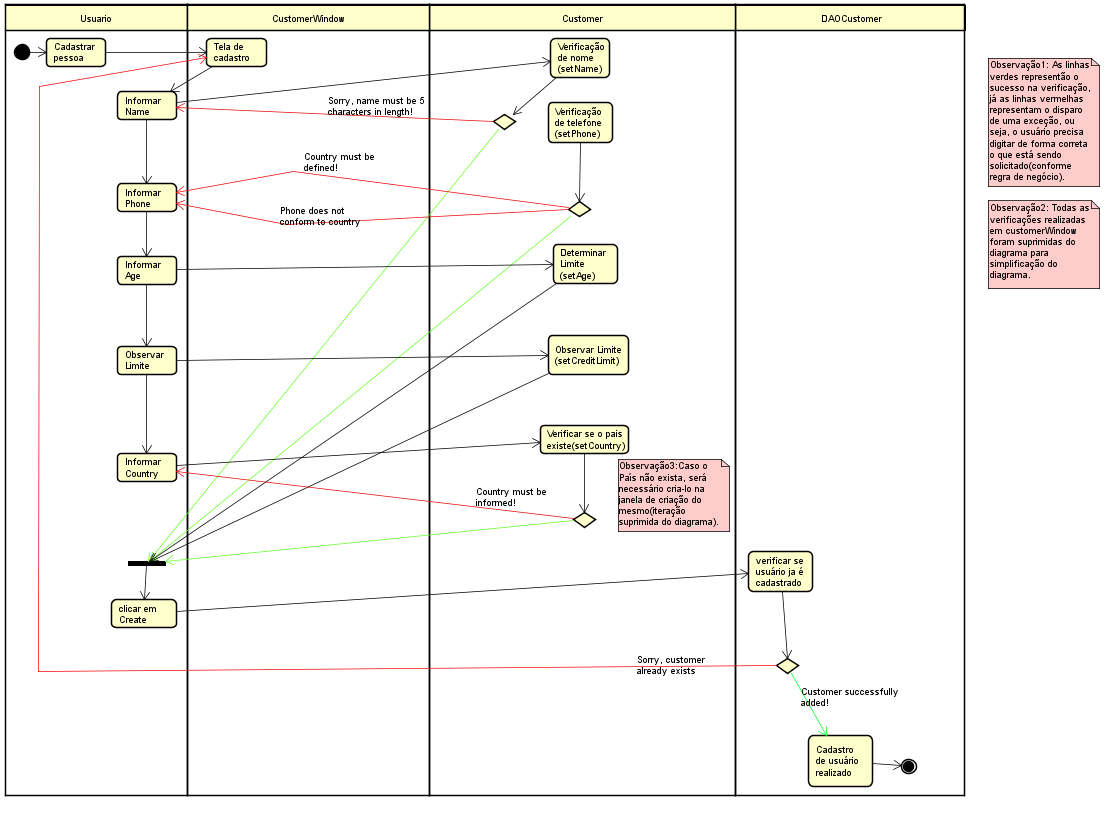 Usuario
CustomerWindow
Customer
DAOCustomer
Cadastrar
pessoa
Tela de
cadastro
Verificação
de nome
(setName)
Informar
Name
Sorry, name must be 5
characters in length!
Verificação
de telefone
(setPhone)
Country must be
defined!
Informar
Phone
Phone does not
conform to country
Informar
Age
Determinar
Limite
(setAge)
Observar
Limite
Observar Limite
(setCreditLimit)
Informar
Country
Verificar se o pais
existe(setCountry)
Observação3:Caso o
País não exista, será
necessário cria-lo na
janela de criação do
mesmo(iteração
suprimida do diagrama).
Country must be
informed!
verificar se
usuário ja é
cadastrado
clicar em
Create
Sorry, customer
already exists
Customer successfully
added!
Cadastro
de usuário
realizado
Observação1: As linhas
verdes representão o
sucesso na verificação,
já as linhas vermelhas
representam o disparo
de uma exceção, ou
seja, o usuário precisa
digitar de forma correta
o que está sendo
solicitado(conforme
regra de negócio).
Observação2: Todas as
verificações realizadas
em customerWindow
foram suprimidas do
diagrama para
simplificação do
diagrama.